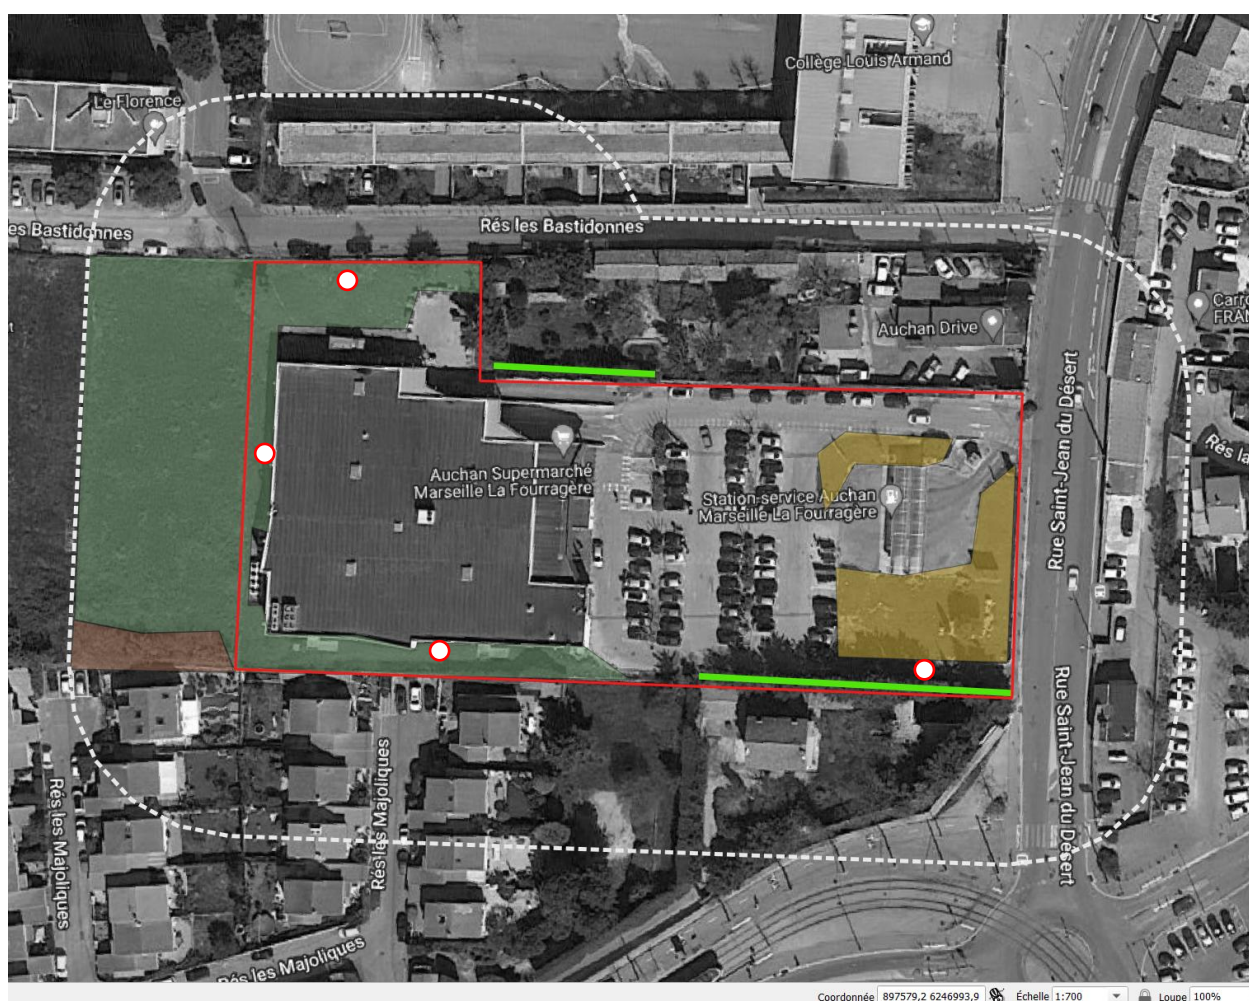 Collège Louis Armand
Le Florence
es Bastidonnes
Rés les Bastidonnes
Carre
FRAN
Auchan Drive
Rue Saint-Jean du Désert
Rés la
Auchan Supermarché
Marseille La Fourragère
Station-service Auchan
Marseille La Fourragère
Rue Saint-Jean du Désert
Rés les Majoliques
Rés les Majoliques
Rés les Majoliques
Coordonnée 897579,2 6246993,9 Échelle 1:700 Loupe 100%